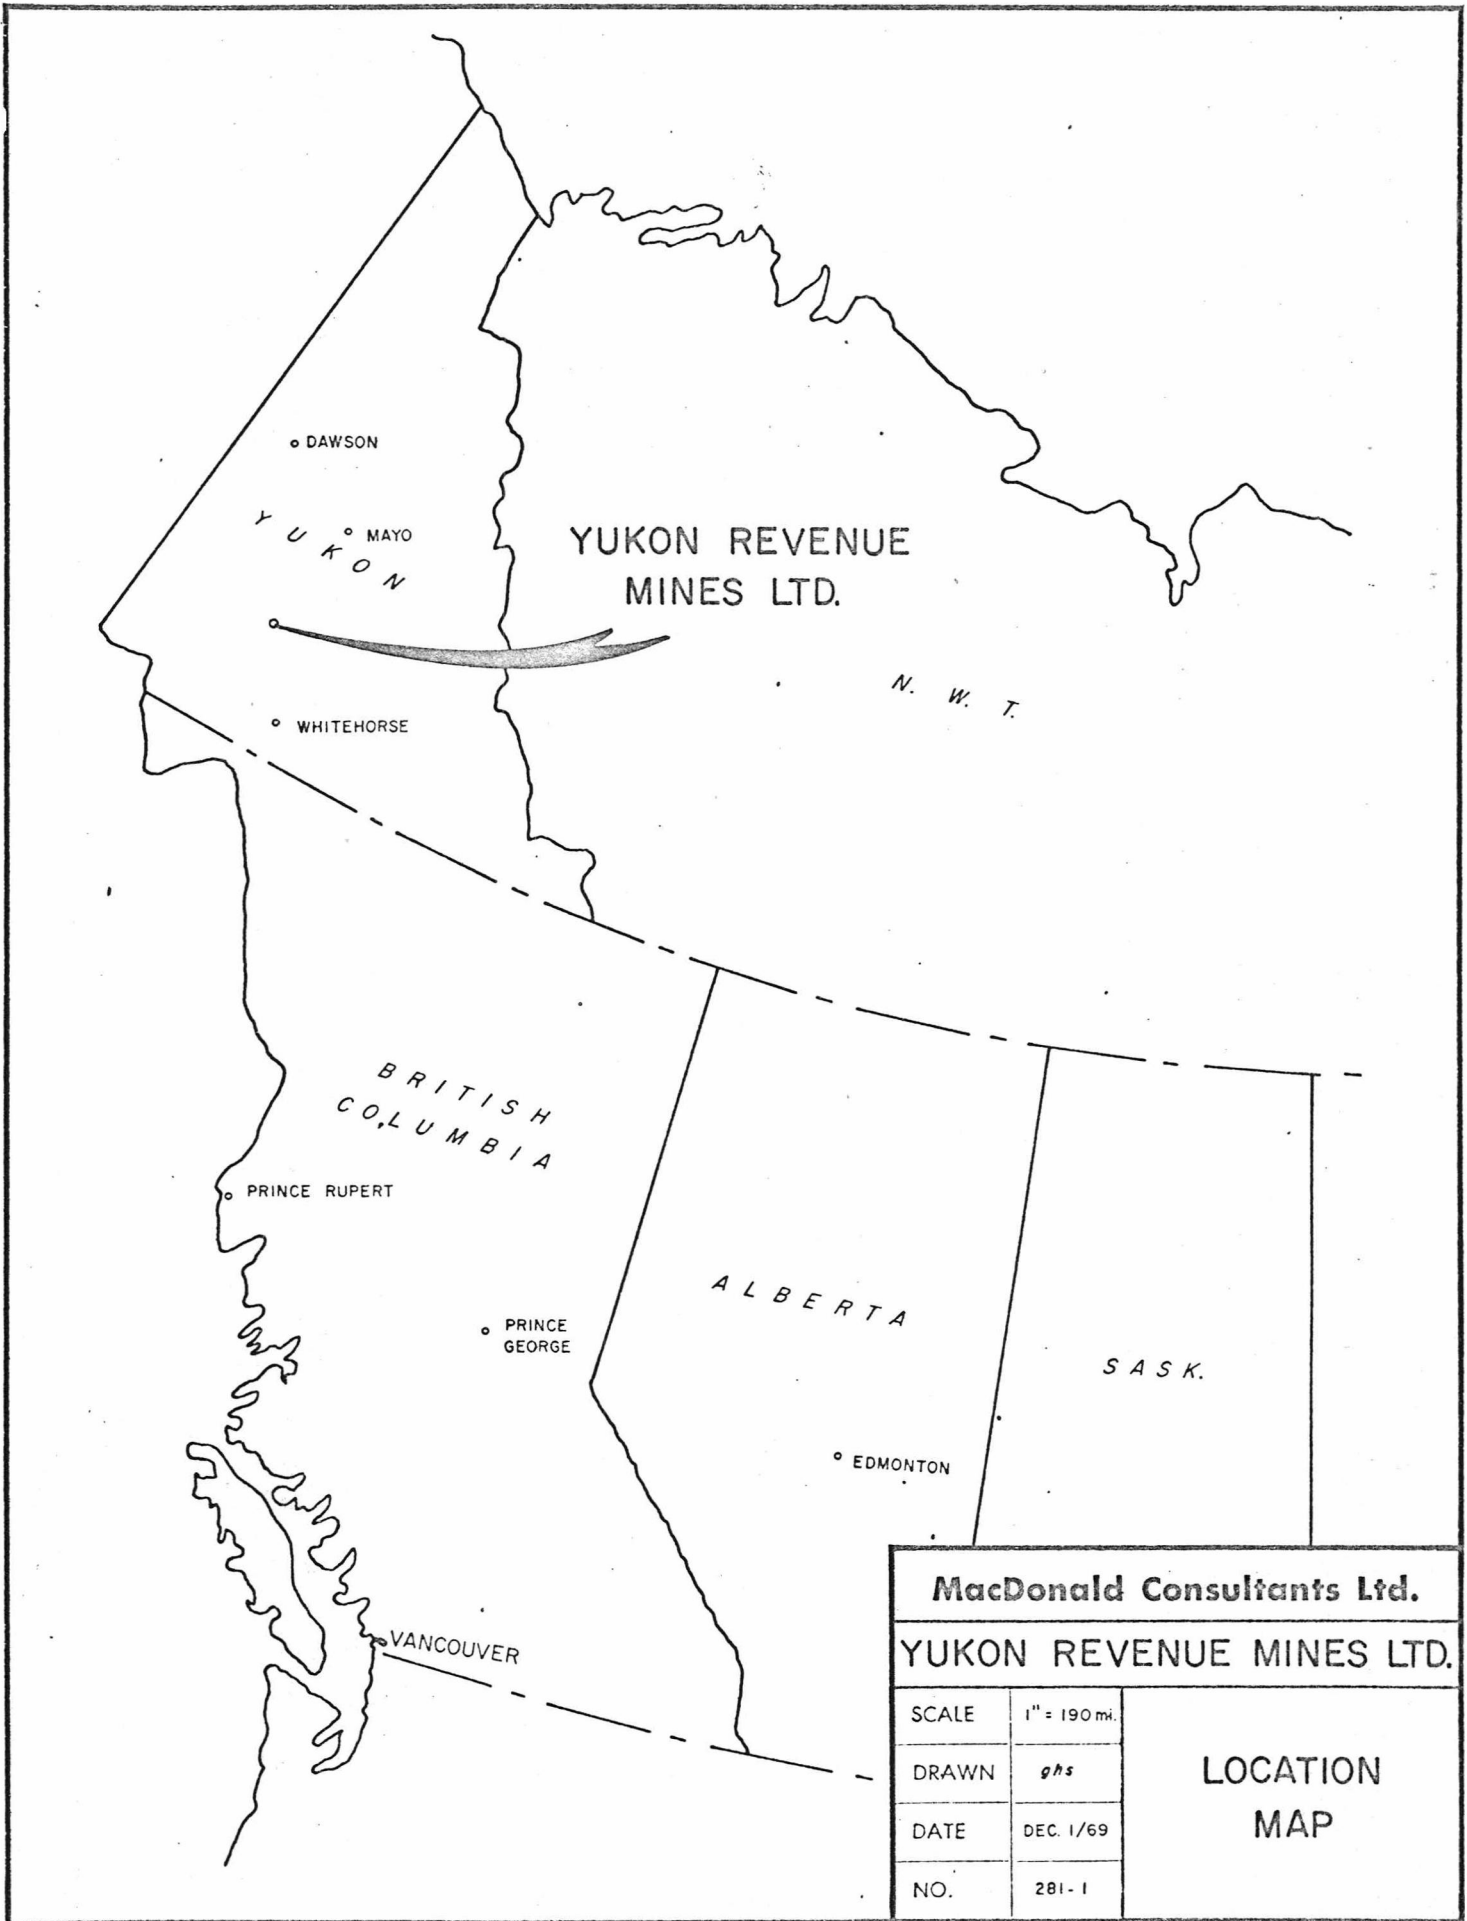 DAWSON
MAYO
YUKON
YUKON REVENUE
MINES LTD.
N. W. T.
WHITEHORSE
BRITISH
COLUMBIA
PRINCE RUPERT
ALBERTA
PRINCE
GEORGE
SASK.
EDMONTON
VANCOUVER
MacDonald Consultants Ltd.
YUKON REVENUE MINES LTD.
SCALE 1" = 190 mi.
DRAWN ghs
DATE DEC. 1/69
NO. 281-1
LOCATION
MAP